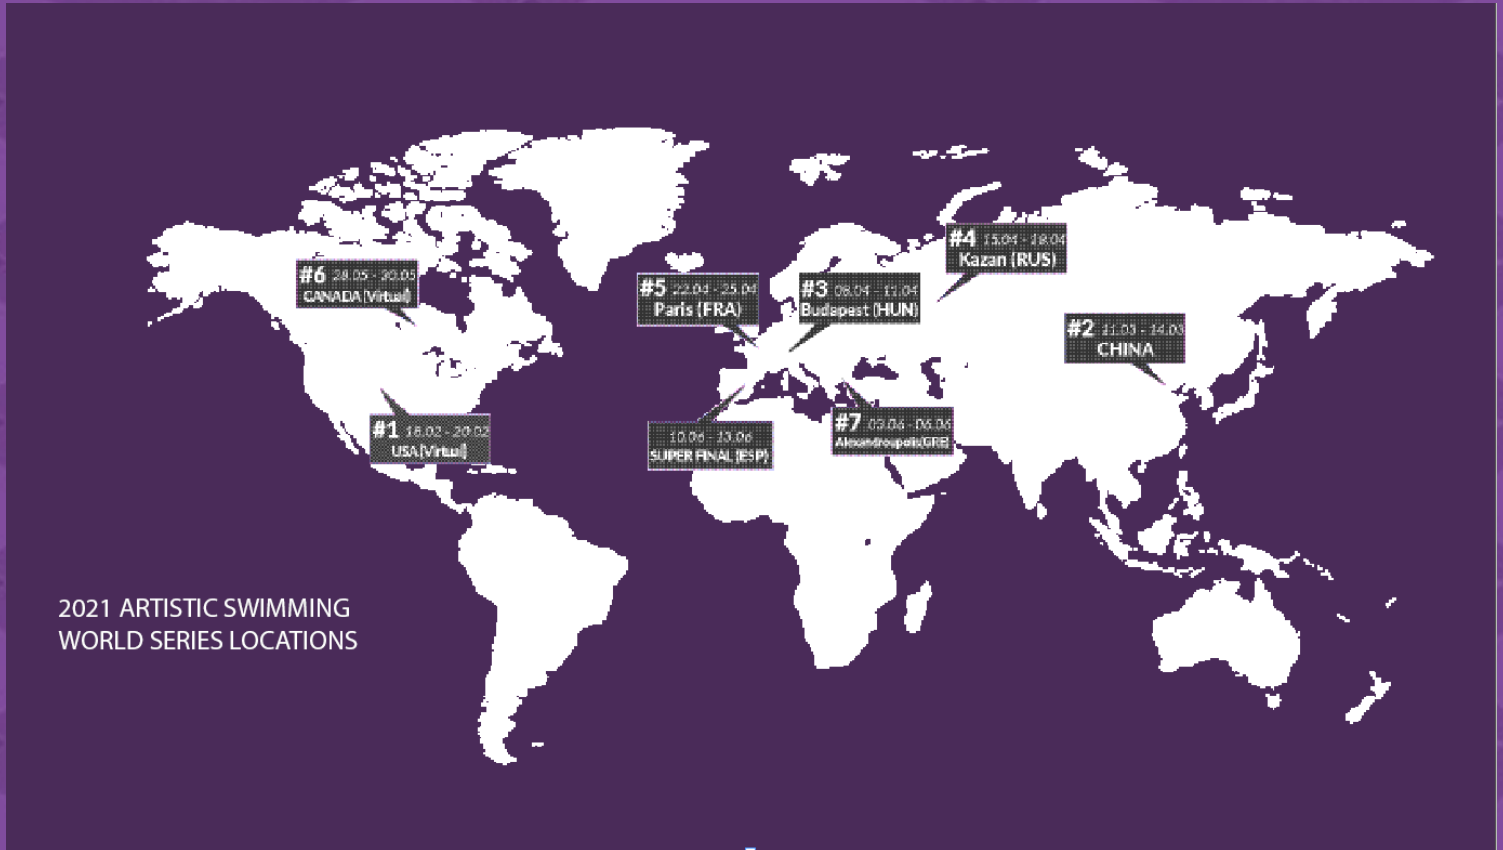 #4 15.04 - 18.04
Kazan (RUS)
#6 28.05 - 30.05
CANADA (Virtual)
#5 22.04 - 25.04
Paris (FRA)
#3 08.04 - 11.04
Budapest (HUN)
#2 11.03 - 14.03
CHINA
#1 18.02 - 20.02
USA (Virtual)
10.06 - 13.06
SUPER FINAL (ESP)
#7 03.06 - 06.06
Alexandroupolis(GRE)
2021 ARTISTIC SWIMMING
WORLD SERIES LOCATIONS